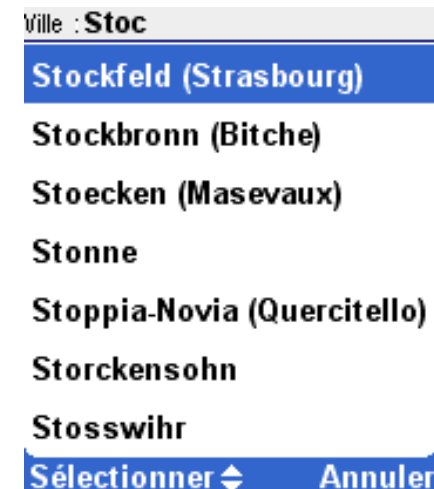 Ville : Stoc
Stockfeld (Strasbourg)
Stockbronn (Bitche)
Stoecken (Masevaux)
Stonne
Stoppia-Novia (Quercitello)
Storckensohn
Stosswihr
Sélectionner Annuler